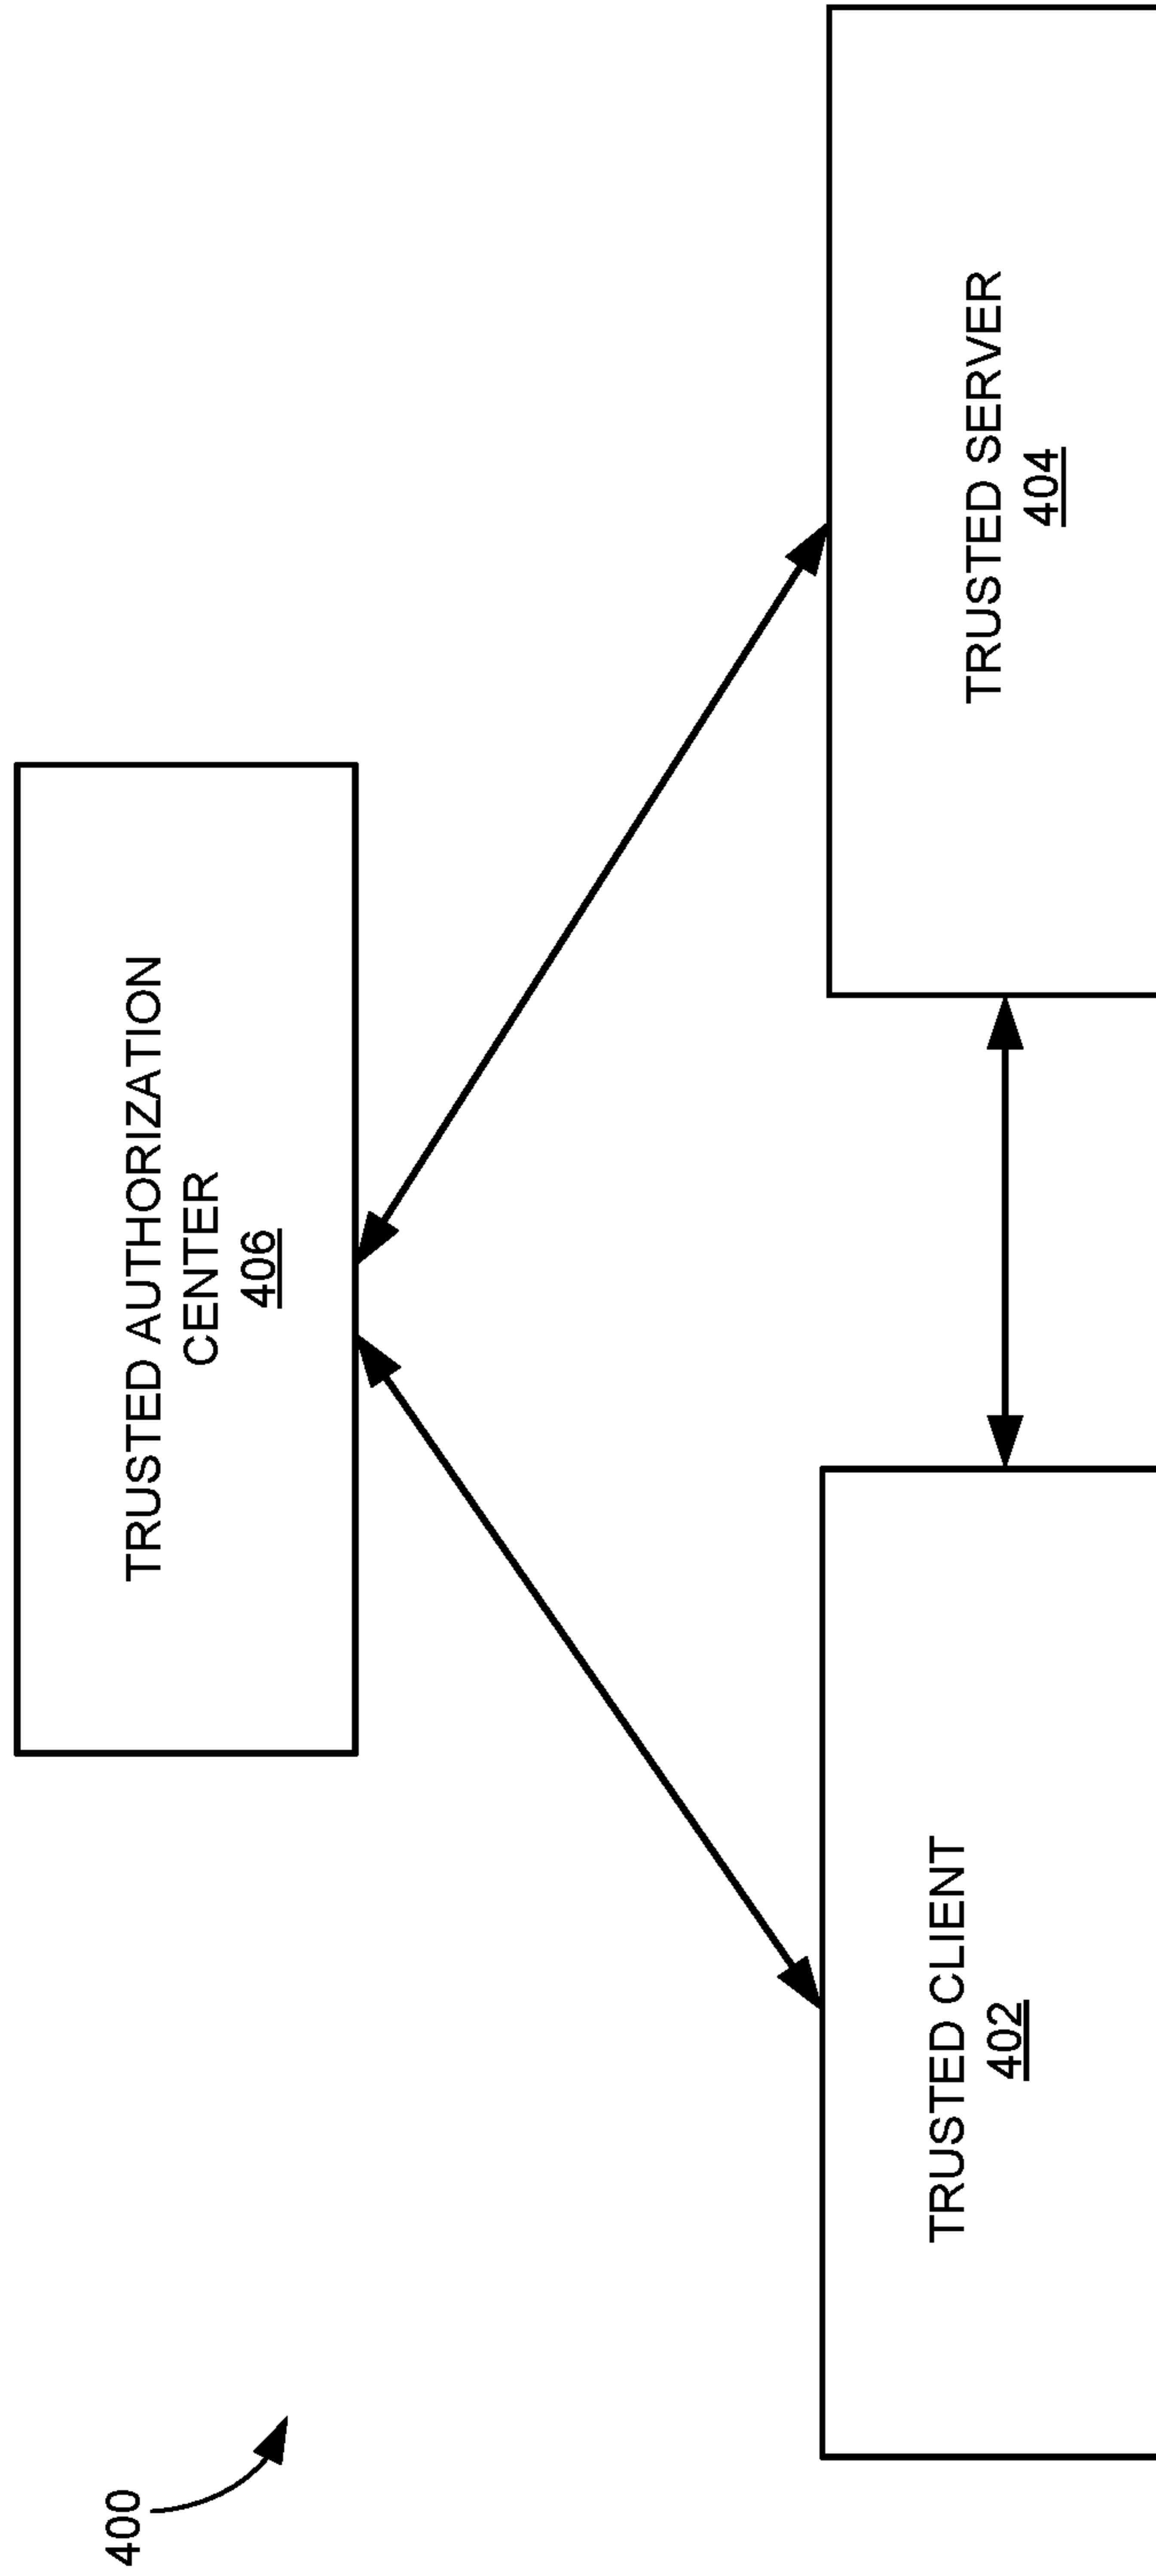 400
TRUSTED AUTHORIZATION
CENTER
406
TRUSTED CLIENT
402
TRUSTED SERVER
404